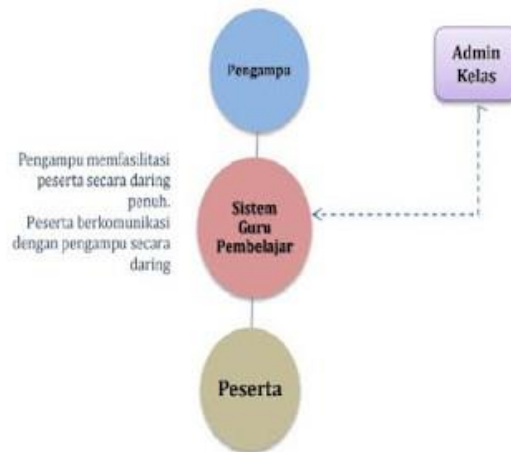 Pengampu
Admin
Kelas
Pengampu memfasilitasi
peserta secara daring
penuh.
Peserta berkomunikasi
dengan pengampu secara
daring
Sistem
Guru
Pembelajar
Peserta